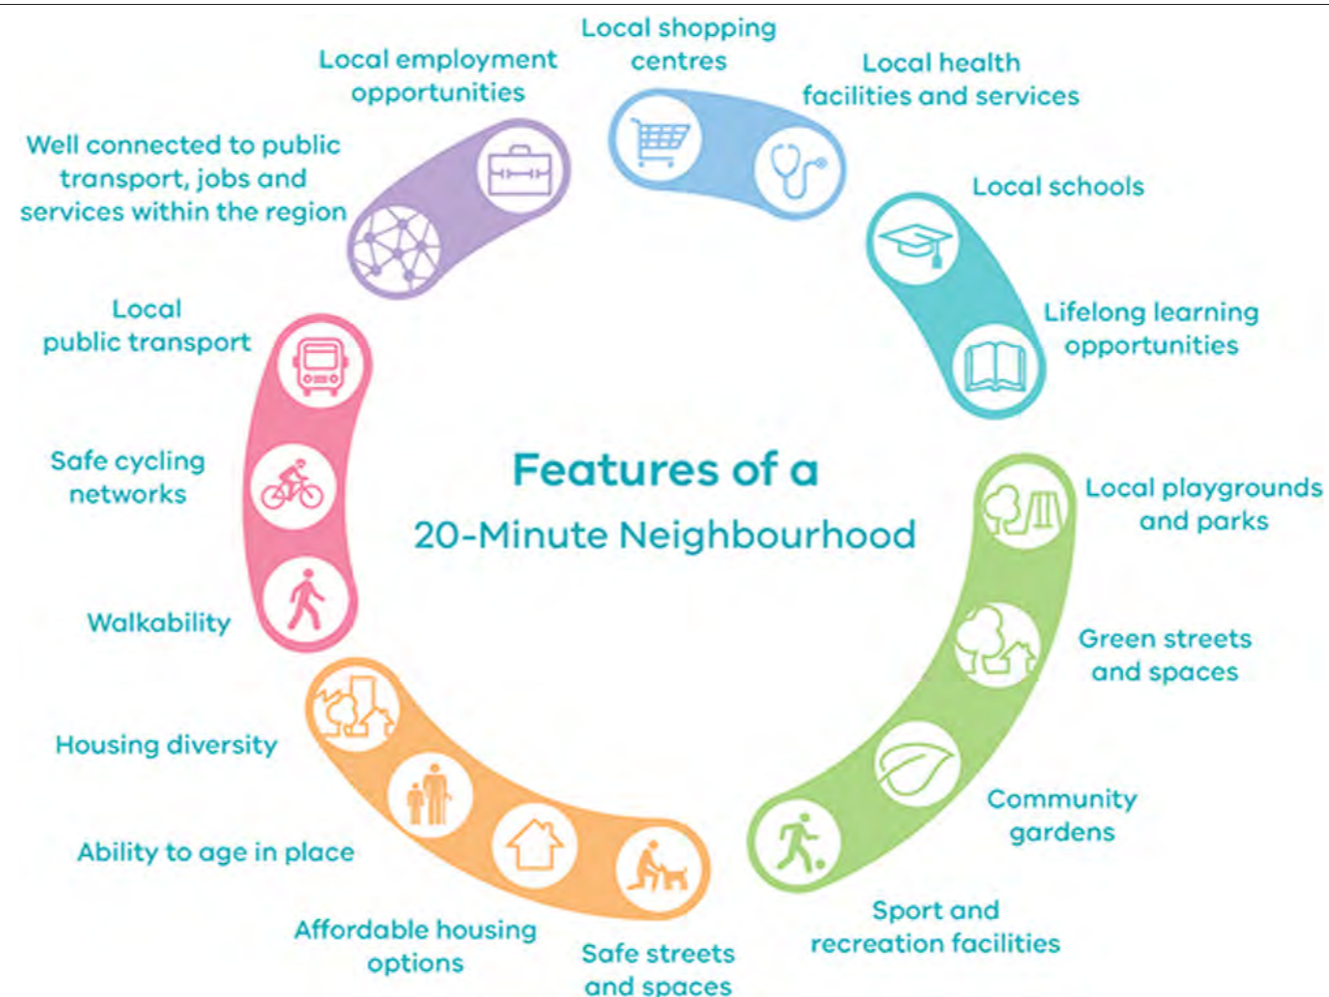 Features of a
20-Minute Neighbourhood
Local shopping
centres
Local health
facilities and services
Local schools
Lifelong learning
opportunities
Local playgrounds
and parks
Green streets
and spaces
Community
gardens
Sport and
recreation facilities
Safe streets
and spaces
Affordable housing
options
Ability to age in place
Housing diversity
Walkability
Safe cycling
networks
Local
public transport
Well connected to public
transport, jobs and
services within the region
Local employment
opportunities